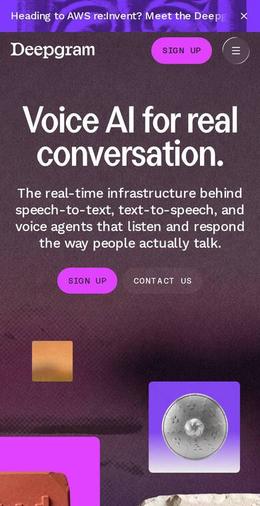 Heading to AWS re:Invent? Meet the Deepg
Deepgram
SIGN UP
Voice AI for real
conversation.
The real-time infrastructure behind
speech-to-text, text-to-speech, and
voice agents that listen and respond
the way people actually talk.
SIGN UP
CONTACT US